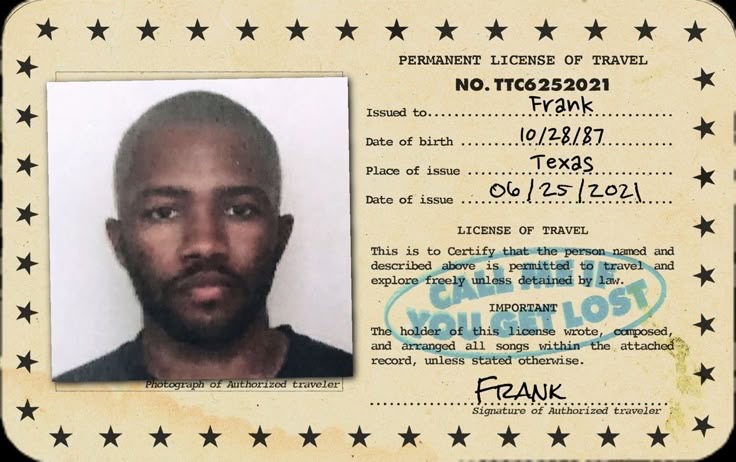 PERMANENT LICENSE OF TRAVEL
NO. TTC6252021
Issued to Frank
Date of birth 10/28/87
Place of issue Texas
Date of issue 06/25/2021
LICENSE OF TRAVEL
This is to Certify that the person named and
described above is permitted to travel and
explore freely unless detained by law.
CALL ME IF
YOU GET LOST
IMPORTANT
The holder of this license wrote, composed,
and arranged all songs within the attached
record, unless stated otherwise.
FRANK
Photograph of Authorized traveler
Signature of Authorized traveler